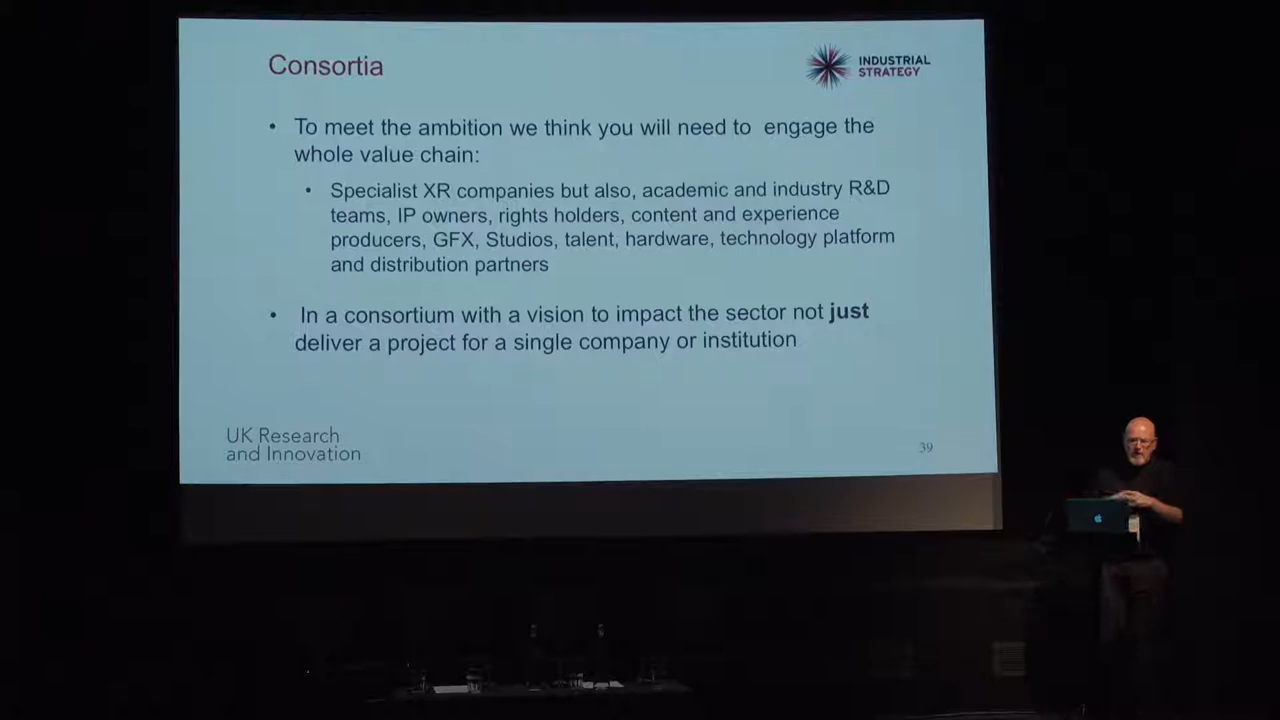 Consortia
INDUSTRIAL
STRATEGY
• To meet the ambition we think you will need to engage the
whole value chain:
• Specialist XR companies but also, academic and industry R&D
teams, IP owners, rights holders, content and experience
producers, GFX, Studios, talent, hardware, technology platform
and distribution partners
• In a consortium with a vision to impact the sector not just
deliver a project for a single company or institution
UK Research
and Innovation
39